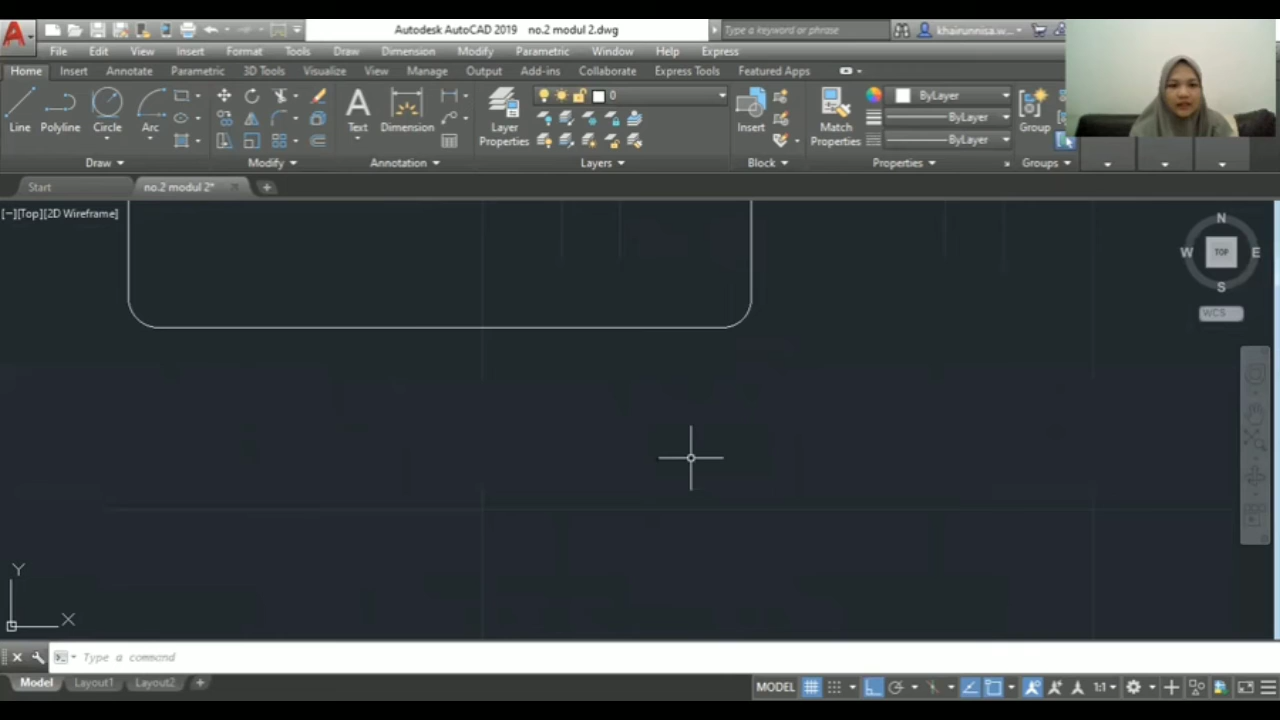 Autodesk AutoCAD 2019 no.2 modul 2.dwg
Type a keyword or phrase
khairunnisa.w...
File Edit View Insert Format Tools Draw Dimension Modify Parametric Window Help Express
Home Insert Annotate Parametric 3D Tools Visualize View Manage Output Add-ins Collaborate Express Tools Featured Apps
Line Polyline Circle Arc
Text Dimension
Layer Properties
0
Insert
Match Properties
ByLayer
ByLayer
ByLayer
Group
Draw Modify Annotation Layers Block Properties Groups
Start no.2 modul 2*
[−][Top][2D Wireframe]
N
W TOP E
S
WCS
Y
X
Type a command
Model Layout1 Layout2
MODEL 1:1